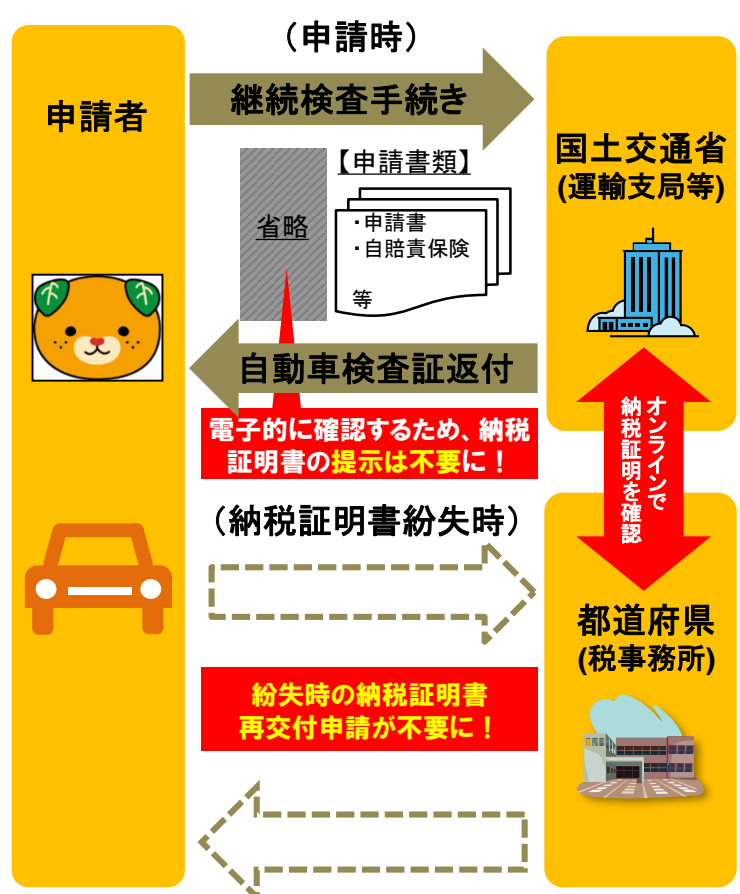 (申請時)
申請者
継続検査手続き
国土交通省
(運輸支局等)
【申請書類】
省略
・申請書
・自賠責保険
等
自動車検査証返付
電子的に確認するため、納税
証明書の提示は不要に！
オンラインで
納税証明を確認
(納税証明書紛失時)
都道府県
(税事務所)
紛失時の納税証明書
再交付申請が不要に！